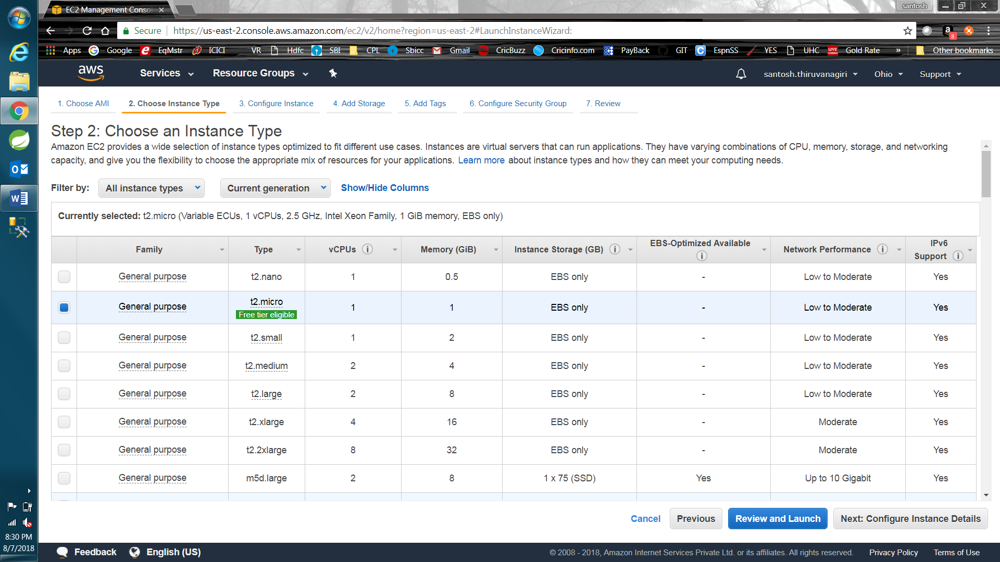 EC2 Management Conso
santosh
Secure https://us-east-2.console.aws.amazon.com/ec2/v2/home?region=us-east-2#LaunchInstanceWizard:
8
Apps Google EqMstr ICICI VR Hdfc SBI CPL Sbicc Gmail CricBuzz Cricinfo.com PayBack GIT EspnSS YES UHC Gold Rate » Other bookmarks
aws Services Resource Groups santosh.thiruvanagiri Ohio Support
1. Choose AMI 2. Choose Instance Type 3. Configure Instance 4. Add Storage 5. Add Tags 6. Configure Security Group 7. Review
Step 2: Choose an Instance Type
Amazon EC2 provides a wide selection of instance types optimized to fit different use cases. Instances are virtual servers that can run applications. They have varying combinations of CPU, memory, storage, and networking
capacity, and give you the flexibility to choose the appropriate mix of resources for your applications. Learn more about instance types and how they can meet your computing needs.
Filter by: All instance types Current generation Show/Hide Columns
Currently selected: t2.micro (Variable ECUs, 1 vCPUs, 2.5 GHz, Intel Xeon Family, 1 GiB memory, EBS only)
Family Type vCPUs Memory (GiB) Instance Storage (GB) EBS-Optimized Available Network Performance IPv6 Support
General purpose t2.nano 1 0.5 EBS only - Low to Moderate Yes
General purpose t2.micro 1 1 EBS only - Low to Moderate Yes
Free tier eligible
General purpose t2.small 1 2 EBS only - Low to Moderate Yes
General purpose t2.medium 2 4 EBS only - Low to Moderate Yes
General purpose t2.large 2 8 EBS only - Low to Moderate Yes
General purpose t2.xlarge 4 16 EBS only - Moderate Yes
General purpose t2.2xlarge 8 32 EBS only - Moderate Yes
General purpose m5d.large 2 8 1 x 75 (SSD) Yes Up to 10 Gigabit Yes
Cancel Previous Review and Launch Next: Configure Instance Details
8:30 PM
8/7/2018
Feedback English (US) © 2008 - 2018, Amazon Internet Services Private Ltd. or its affiliates. All rights reserved. Privacy Policy Terms of Use